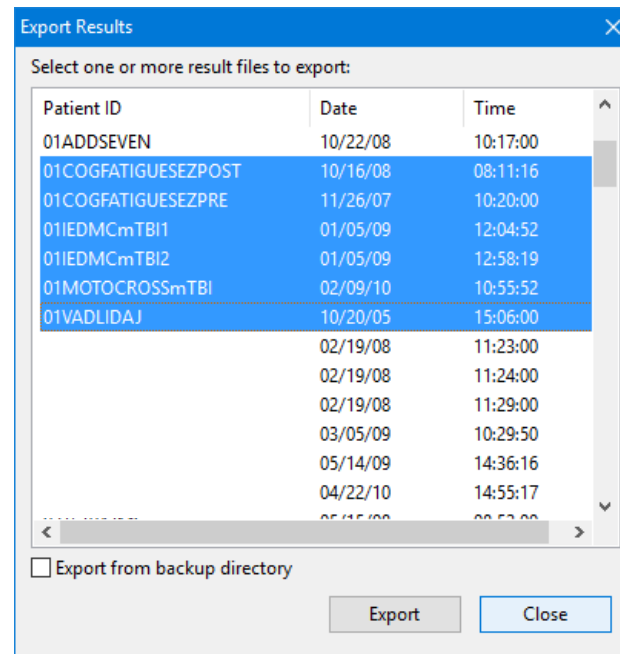 Export Results
Select one or more result files to export:
Patient ID Date Time
01ADDSEVEN 10/22/08 10:17:00
01COGFATIGUESEZPOST 10/16/08 08:11:16
01COGFATIGUESEZPRE 11/26/07 10:20:00
01IEDMCmTBI1 01/05/09 12:04:52
01IEDMCmTBI2 01/05/09 12:58:19
01MOTOCROSSmTBI 02/09/10 10:55:52
01VADLIDAJ 10/20/05 15:06:00
02/19/08 11:23:00
02/19/08 11:24:00
02/19/08 11:29:00
03/05/09 10:29:50
05/14/09 14:36:16
04/22/10 14:55:17
Export from backup directory
Export Close